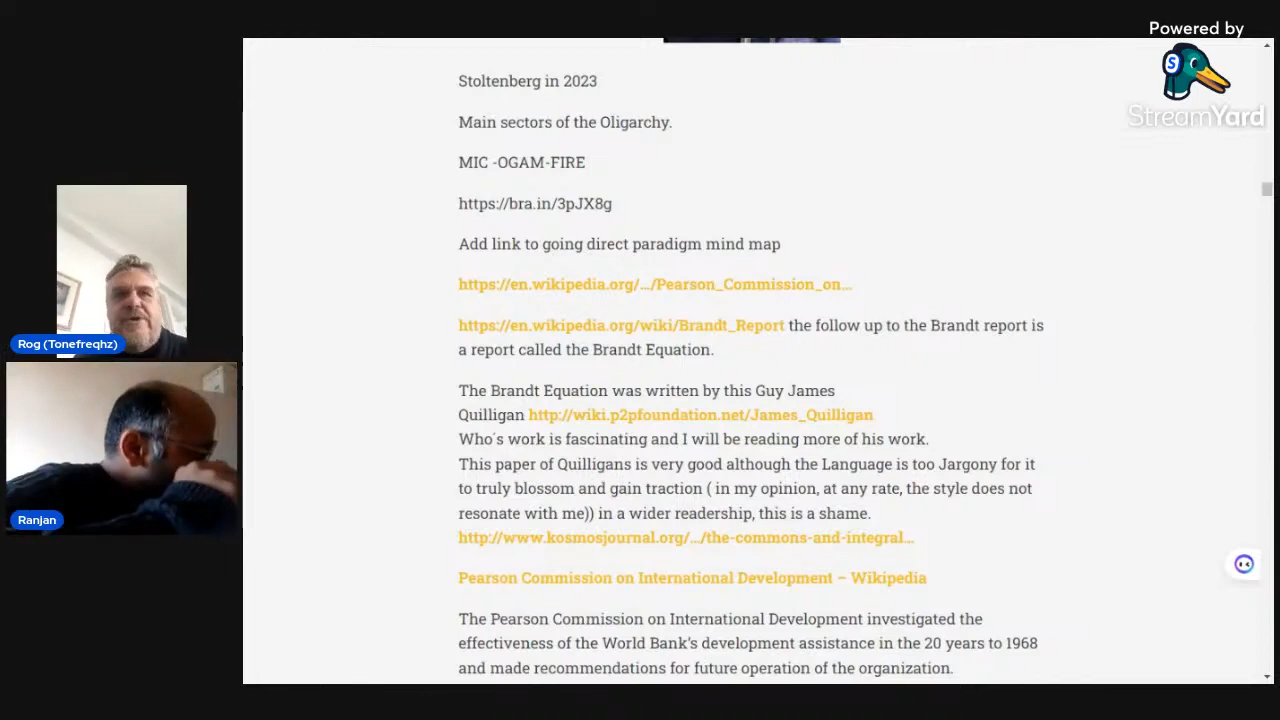 Powered by
StreamYard
Stoltenberg in 2023
Main sectors of the Oligarchy.
MIC -OGAM-FIRE
https://bra.in/3pJX8g
Add link to going direct paradigm mind map
https://en.wikipedia.org/.../Pearson_Commission_on...
https://en.wikipedia.org/wiki/Brandt_Report the follow up to the Brandt report is
a report called the Brandt Equation.
The Brandt Equation was written by this Guy James
Quilligan http://wiki.p2pfoundation.net/James_Quilligan
Who´s work is fascinating and I will be reading more of his work.
This paper of Quilligans is very good although the Language is too Jargony for it
to truly blossom and gain traction ( in my opinion, at any rate, the style does not
resonate with me)) in a wider readership, this is a shame.
http://www.kosmosjournal.org/.../the-commons-and-integral...
Pearson Commission on International Development – Wikipedia
The Pearson Commission on International Development investigated the
effectiveness of the World Bank’s development assistance in the 20 years to 1968
and made recommendations for future operation of the organization.
Rog (Tonefreqhz)
Ranjan